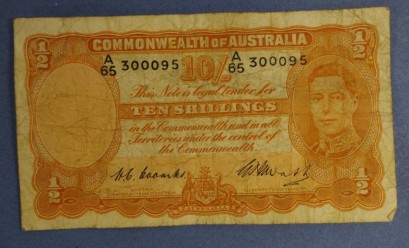 ½ COMMONWEALTH OF AUSTRALIA ½
A/65 300095 10/- A/65 300095
This Note is legal tender for
TEN SHILLINGS
in the Commonwealth and in all
Territories under the control of
the Commonwealth.
½ ½